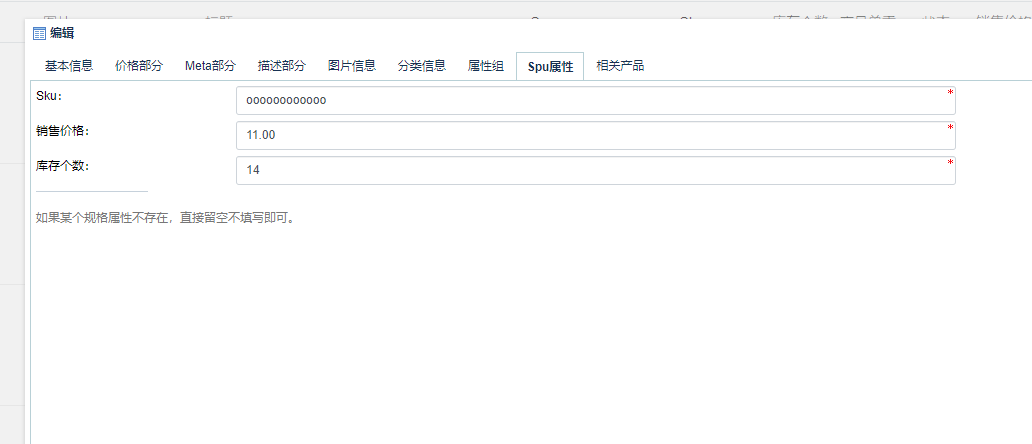 编辑
基本信息 价格部分 Meta部分 描述部分 图片信息 分类信息 属性组 Spu属性 相关产品
Sku: oooooooooooo *
销售价格: 11.00 *
库存个数: 14 *
如果某个规格属性不存在，直接留空不填写即可。